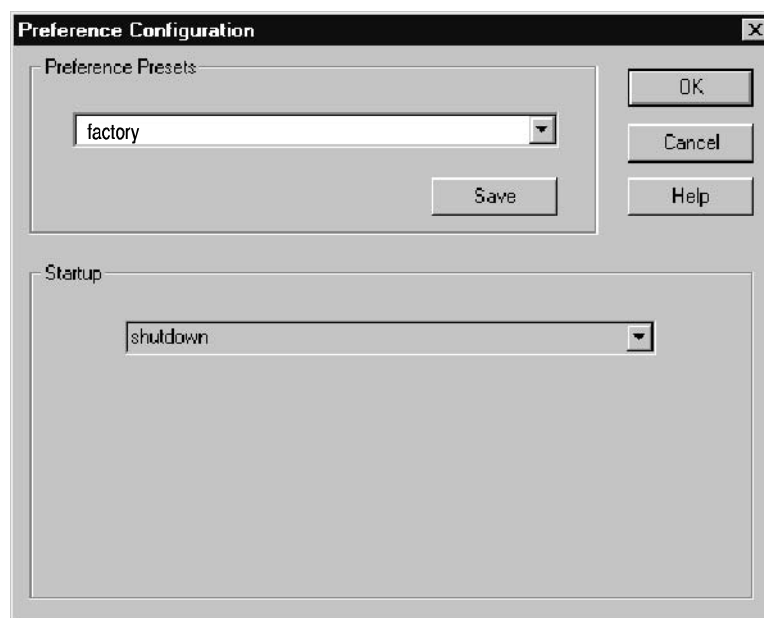 Preference Configuration
Preference Presets
factory
Save
OK
Cancel
Help
Startup
shutdown